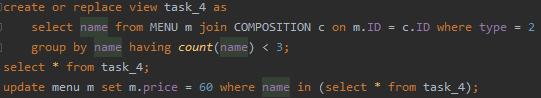 create or replace view task_4 as
select name from MENU m join COMPOSITION c on m.ID = c.ID where type = 2
group by name having count(name) < 3;
select * from task_4;
update menu m set m.price = 60 where name in (select * from task_4);